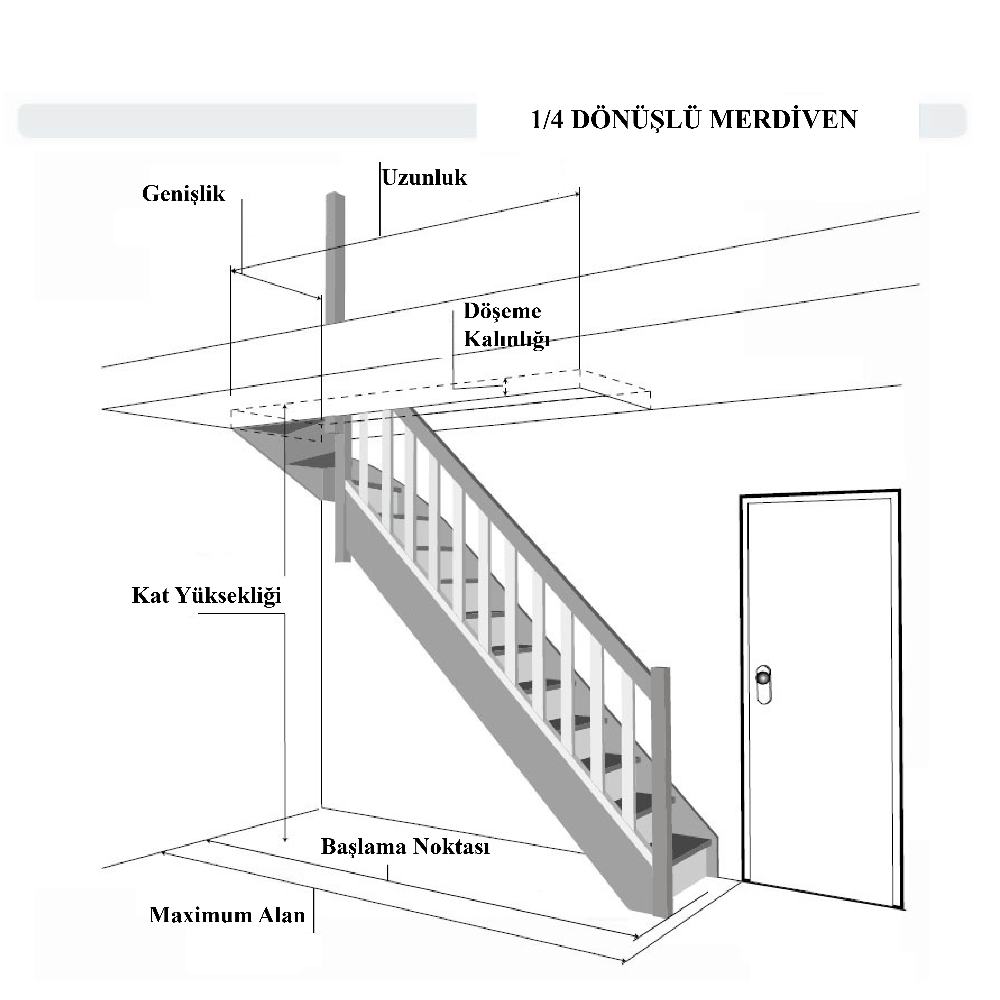 1/4 DÖNÜŞLÜ MERDİVEN
Uzunluk
Genişlik
Döşeme
Kalınlığı
Kat Yüksekliği
Başlama Noktası
Maximum Alan